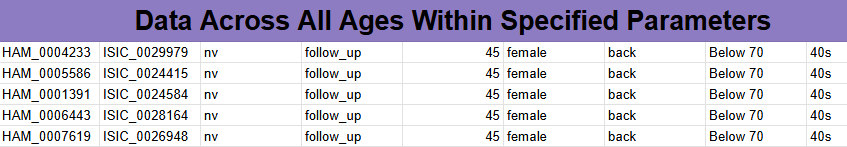 Data Across All Ages Within Specified Parameters
HAM_0004233 ISIC_0029979 nv follow_up 45 female back Below 70 40s
HAM_0005586 ISIC_0024415 nv follow_up 45 female back Below 70 40s
HAM_0001391 ISIC_0024584 nv follow_up 45 female back Below 70 40s
HAM_0006443 ISIC_0028164 nv follow_up 45 female back Below 70 40s
HAM_0007619 ISIC_0026948 nv follow_up 45 female back Below 70 40s